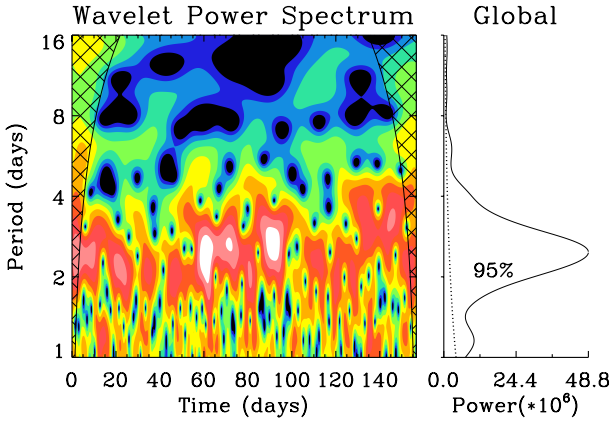 Wavelet Power Spectrum
Global
16
8
4
2
1
Period (days)
0 20 40 60 80 100 120 140
Time (days)
95%
0.0 24.4 48.8
Power(*10⁶)